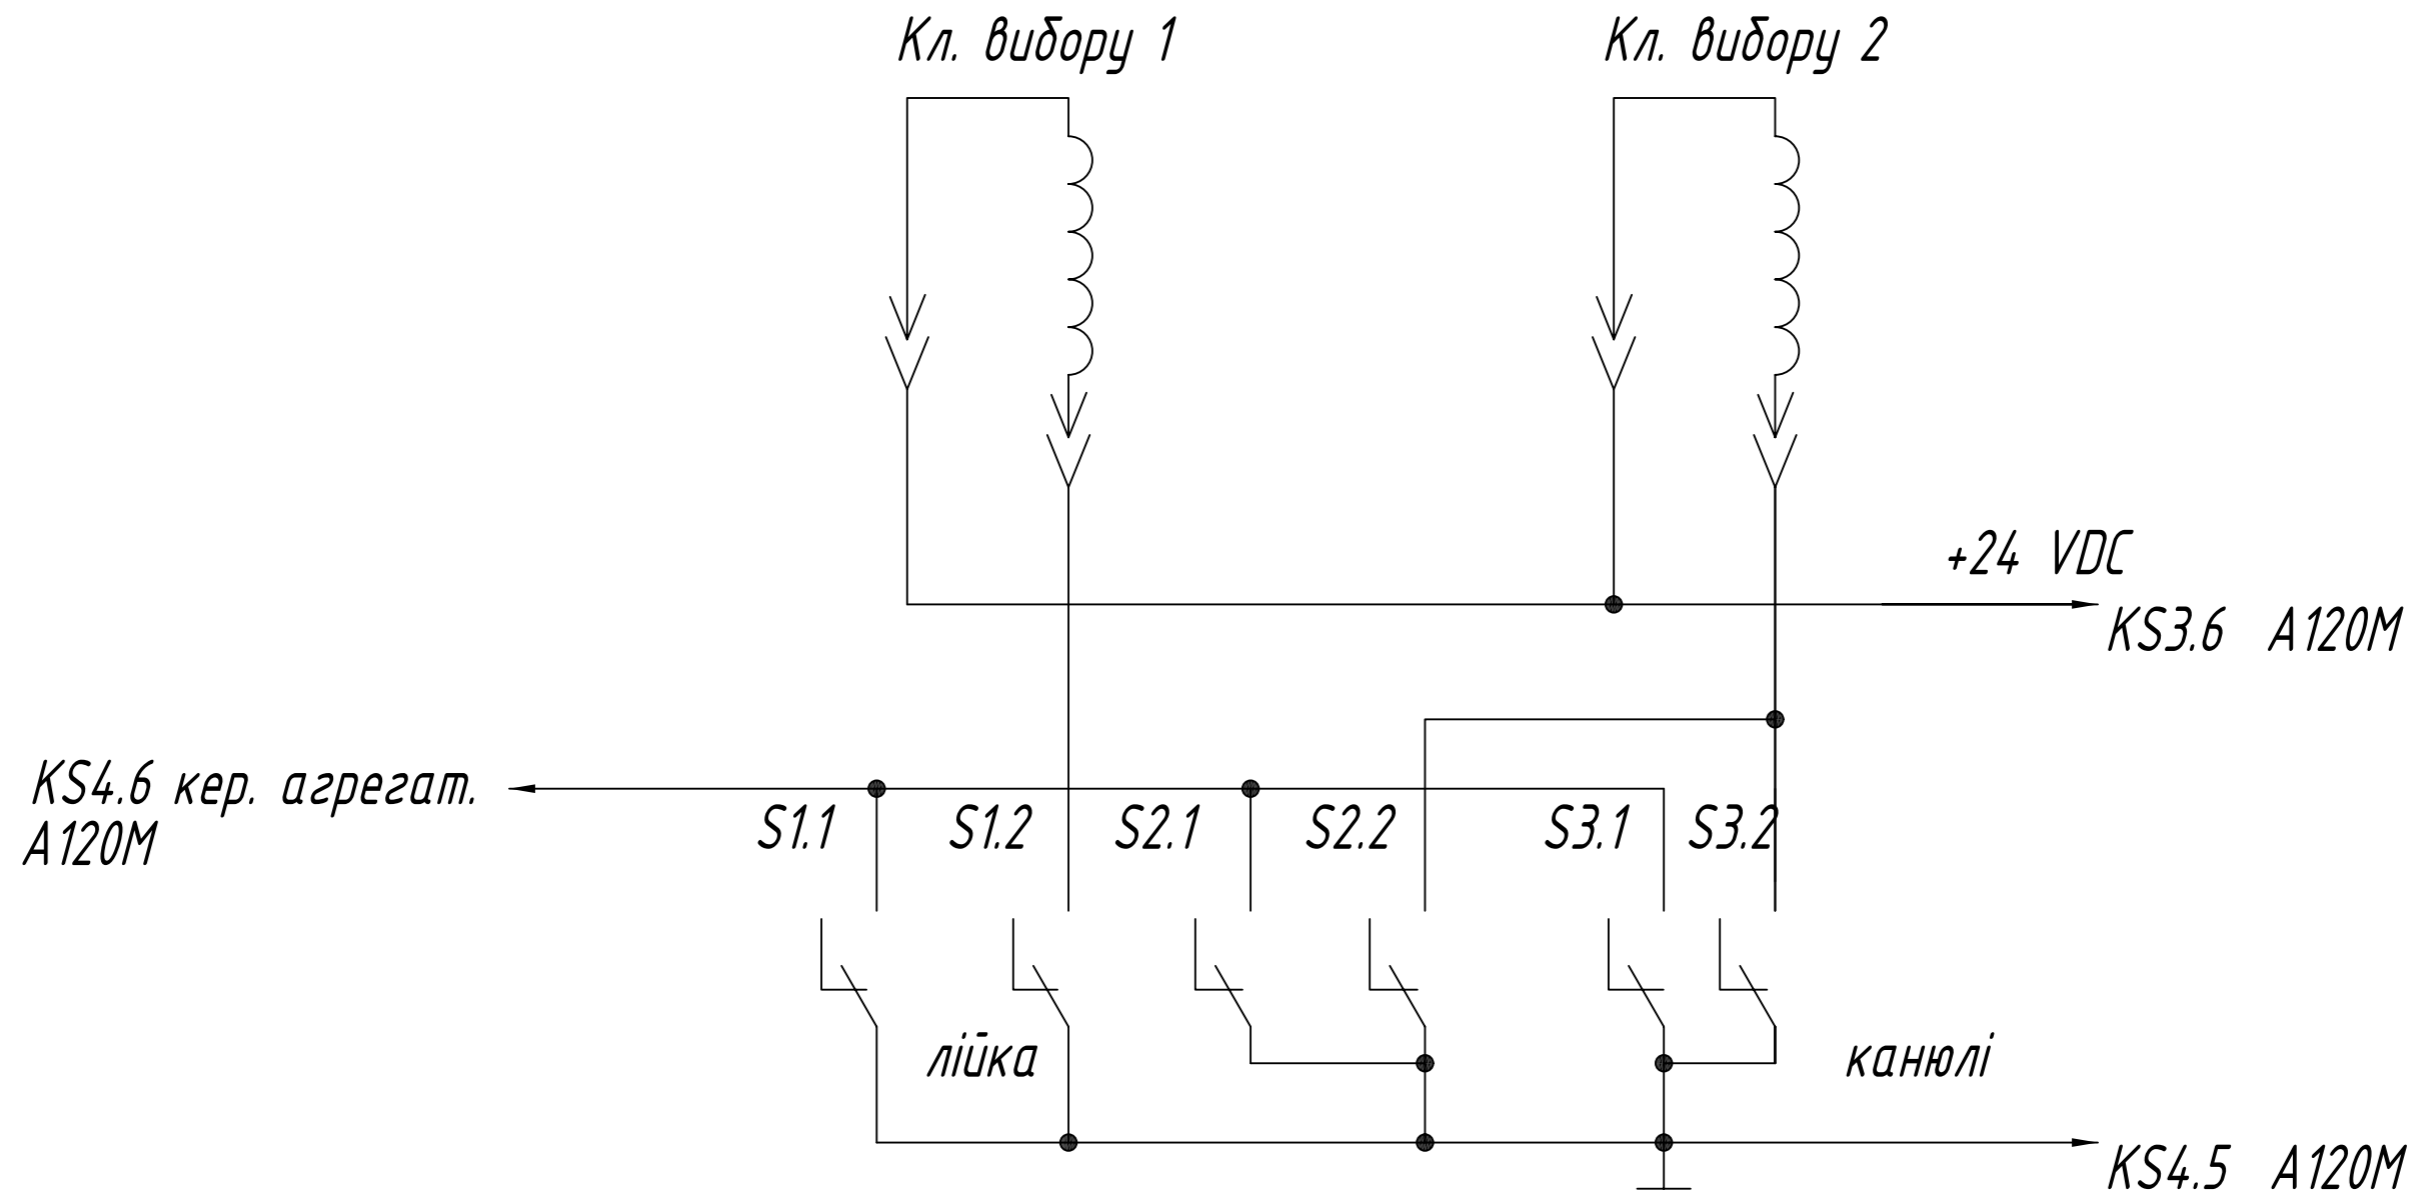 Кл. вибору 1
Кл. вибору 2
+24 VDC
KS3.6 A120M
KS4.6 кер. агрегат.
A120M
S1.1
S1.2
S2.1
S2.2
S3.1
S3.2
лійка
канюлі
KS4.5 A120M